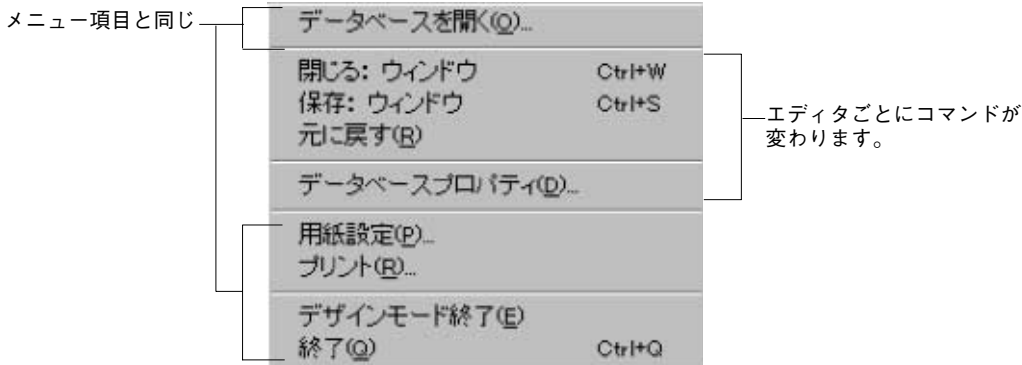 メニュー項目と同じ
データベースを開く(O)...
閉じる: ウィンドウ Ctrl+W
保存: ウィンドウ Ctrl+S
元に戻す(R)
データベースプロパティ(D)...
用紙設定(P)...
プリント(R)...
デザインモード終了(E)
終了(Q) Ctrl+Q
エディタごとにコマンドが
変わります。